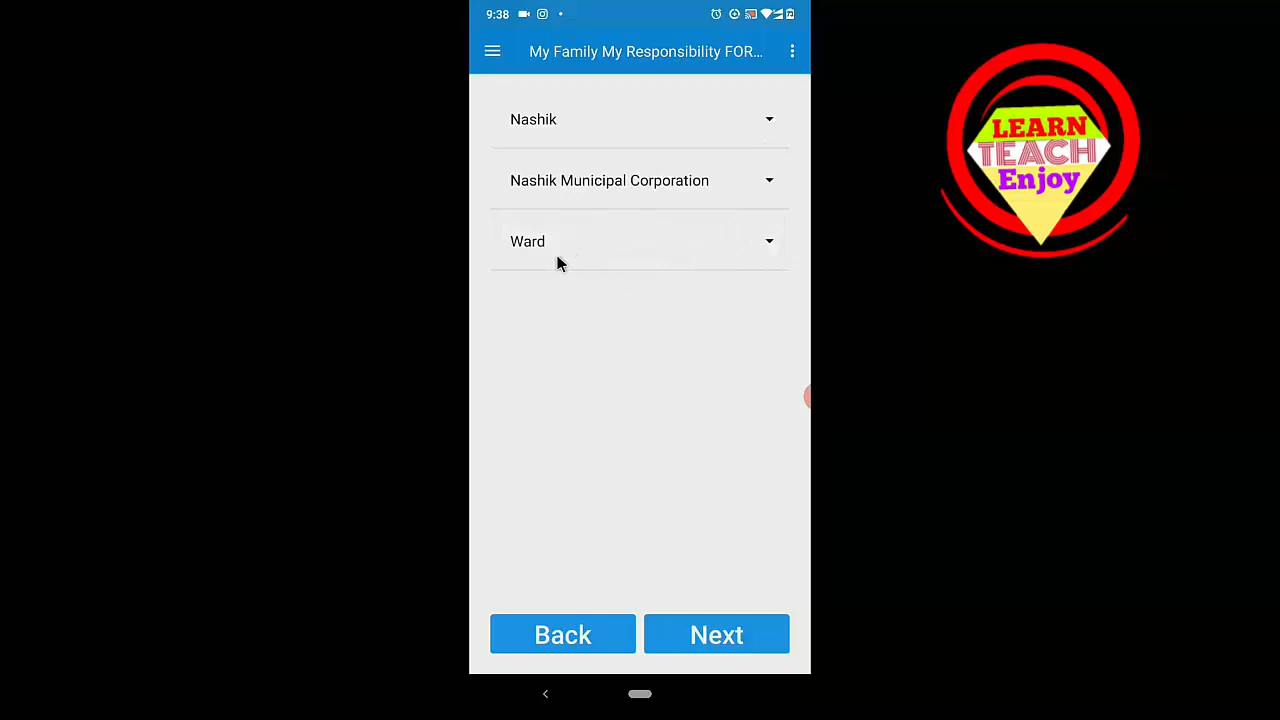 9:38
My Family My Responsibility FOR...
Nashik
Nashik Municipal Corporation
Ward
Back Next
LEARN
TEACH
Enjoy